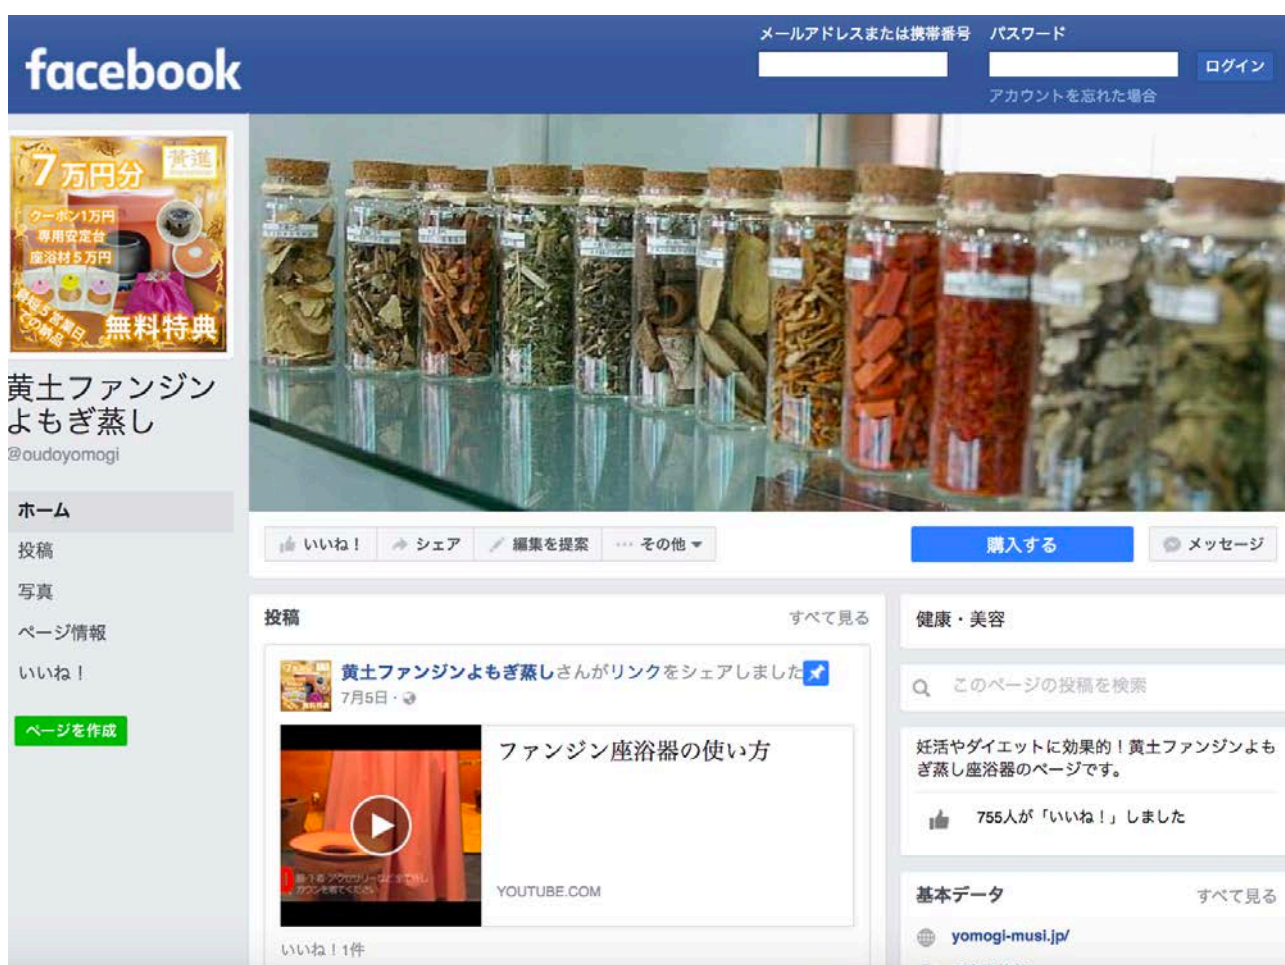 facebook
メールアドレスまたは携帯番号
パスワード
ログイン
アカウントを忘れた場合
7万円分
黄進
クーポン1万円
専用安定台
座浴材5万円
最短5営業日
での納品
無料特典
黄土ファンジン
よもぎ蒸し
@oudoyomogi
ホーム
投稿
写真
ページ情報
いいね！
ページを作成
いいね！
シェア
編集を提案
その他
購入する
メッセージ
投稿
すべて見る
黄土ファンジンよもぎ蒸しさんがリンクをシェアしました
7月5日
ファンジン座浴器の使い方
YOUTUBE.COM
いいね！1件
健康・美容
このページの投稿を検索
妊活やダイエットに効果的！黄土ファンジンよも
ぎ蒸し座浴器のページです。
755人が「いいね！」しました
基本データ
すべて見る
yomogi-musi.jp/